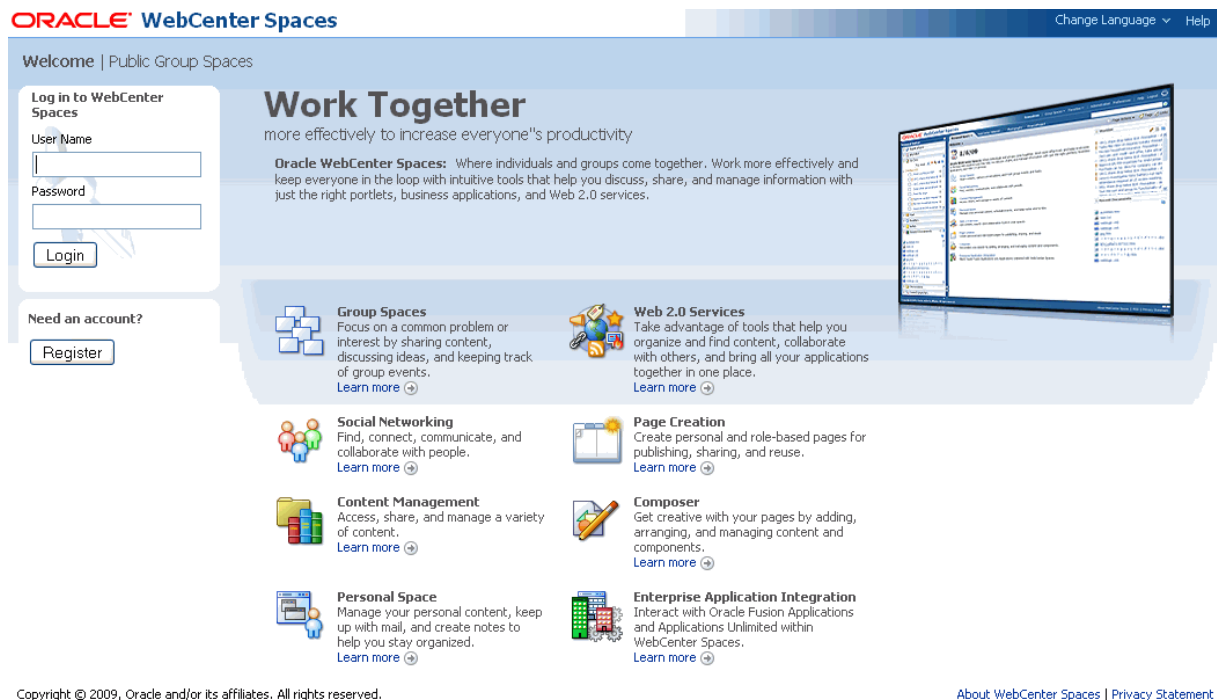 ORACLE WebCenter Spaces
Change Language Help
Welcome | Public Group Spaces
Log in to WebCenter
Spaces
User Name
Password
Login
Need an account?
Register
Work Together
more effectively to increase everyone"s productivity
Oracle WebCenter Spaces: Where individuals and groups come together. Work more effectively and
keep everyone in the loop with intuitive tools that help you discuss, share, and manage information with
just the right portlets, business applications, and Web 2.0 services.
Group Spaces
Focus on a common problem or
interest by sharing content,
discussing ideas, and keeping track
of group events.
Learn more
Web 2.0 Services
Take advantage of tools that help you
organize and find content, collaborate
with others, and bring all your applications
together in one place.
Learn more
Social Networking
Find, connect, communicate, and
collaborate with people.
Learn more
Page Creation
Create personal and role-based pages for
publishing, sharing, and reuse.
Learn more
Content Management
Access, share, and manage a variety
of content.
Learn more
Composer
Get creative with your pages by adding,
arranging, and managing content and
components.
Learn more
Personal Space
Manage your personal content, keep
up with mail, and create notes to
help you stay organized.
Learn more
Enterprise Application Integration
Interact with Oracle Fusion Applications
and Applications Unlimited within
WebCenter Spaces.
Learn more
Copyright © 2009, Oracle and/or its affiliates. All rights reserved.
About WebCenter Spaces | Privacy Statement